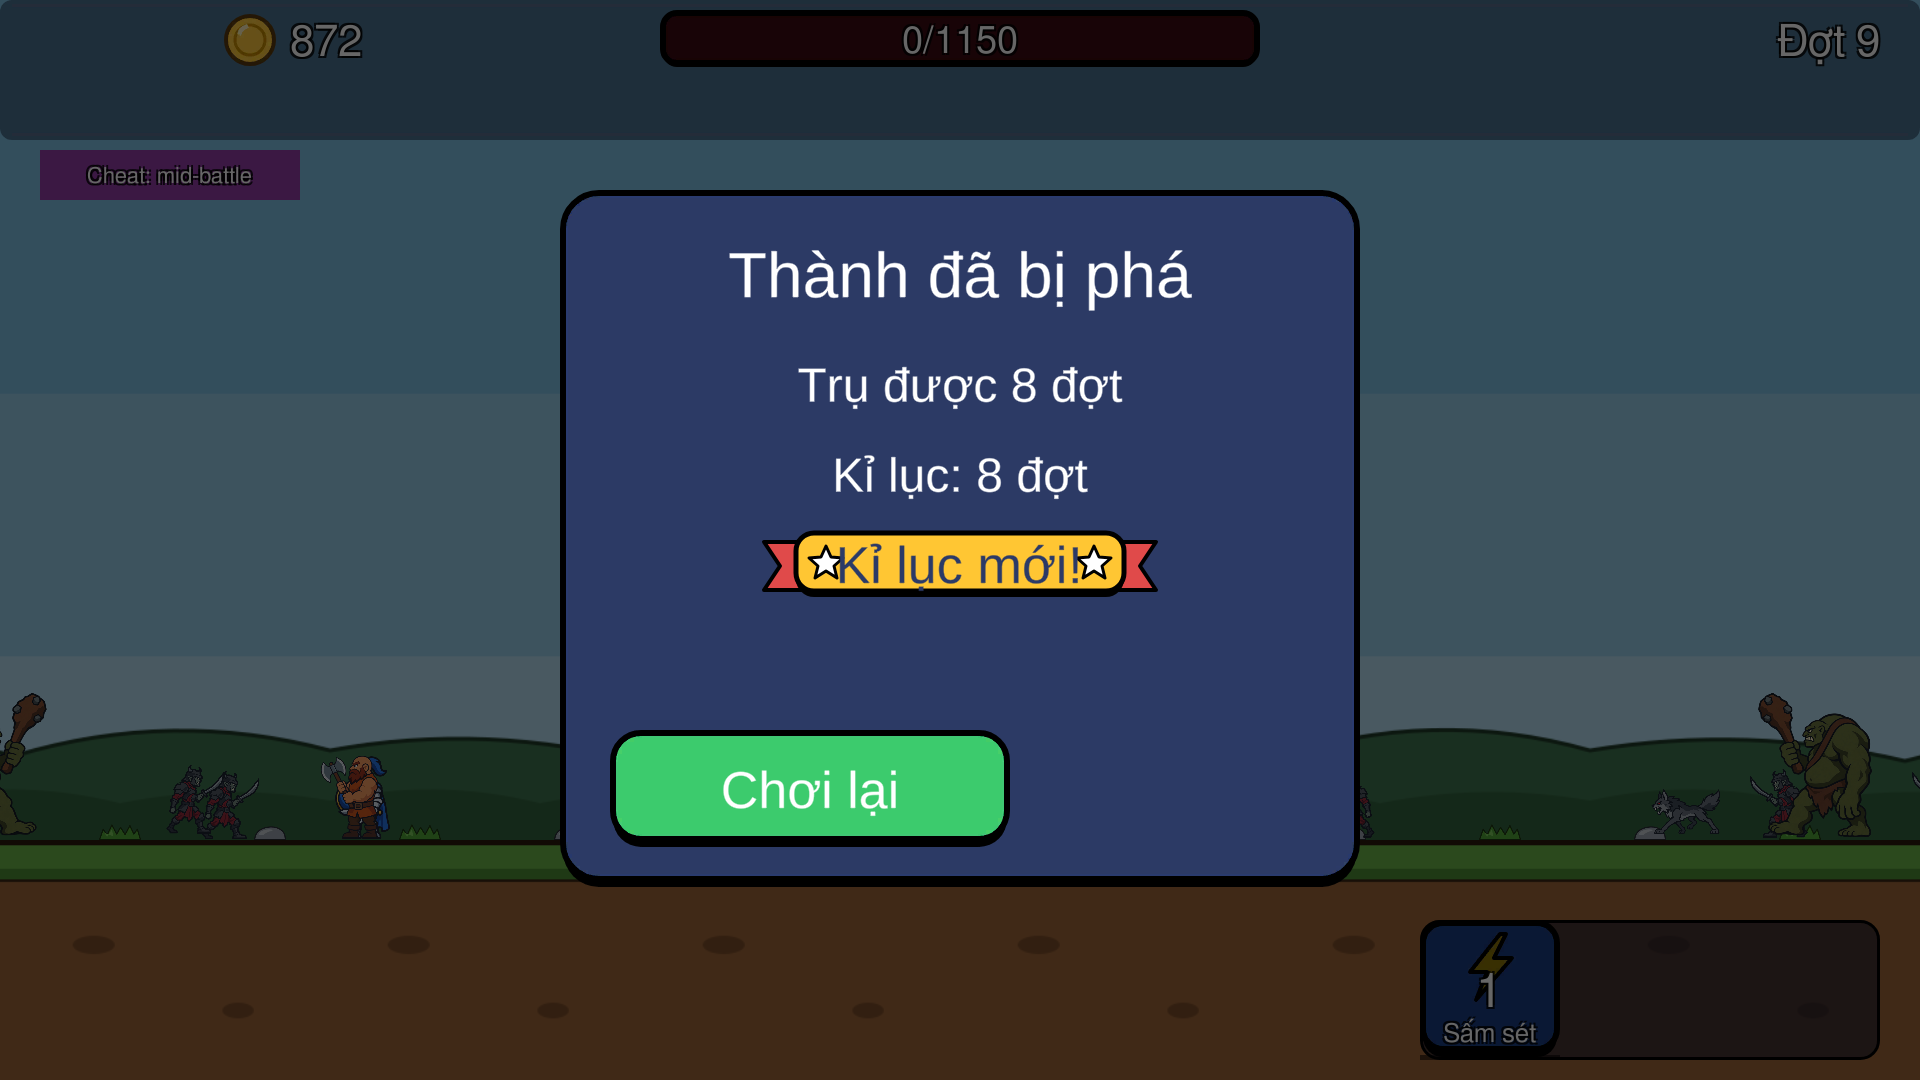 872
0/1150
Đợt 9
Cheat: mid-battle
Thành đã bị phá
Trụ được 8 đợt
Kỉ lục: 8 đợt
Kỉ lục mới!
Chơi lại
1
Sấm sét